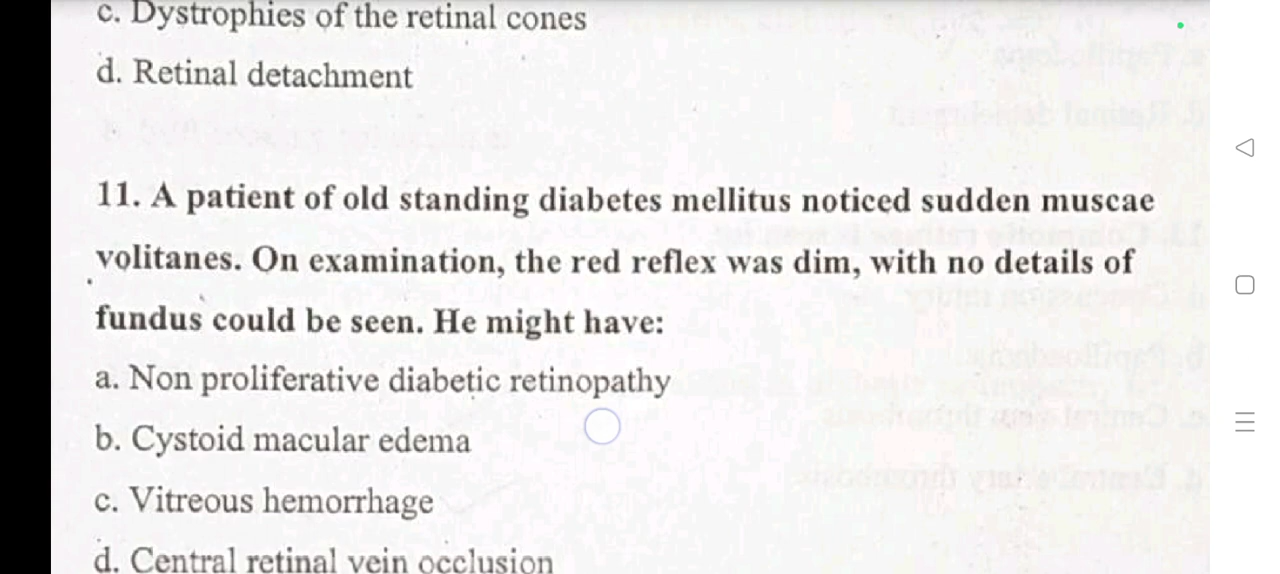 c. Dystrophies of the retinal cones
d. Retinal detachment
11. A patient of old standing diabetes mellitus noticed sudden muscae
volitanes. On examination, the red reflex was dim, with no details of
fundus could be seen. He might have:
a. Non proliferative diabetic retinopathy
b. Cystoid macular edema
c. Vitreous hemorrhage
d. Central retinal vein occlusion